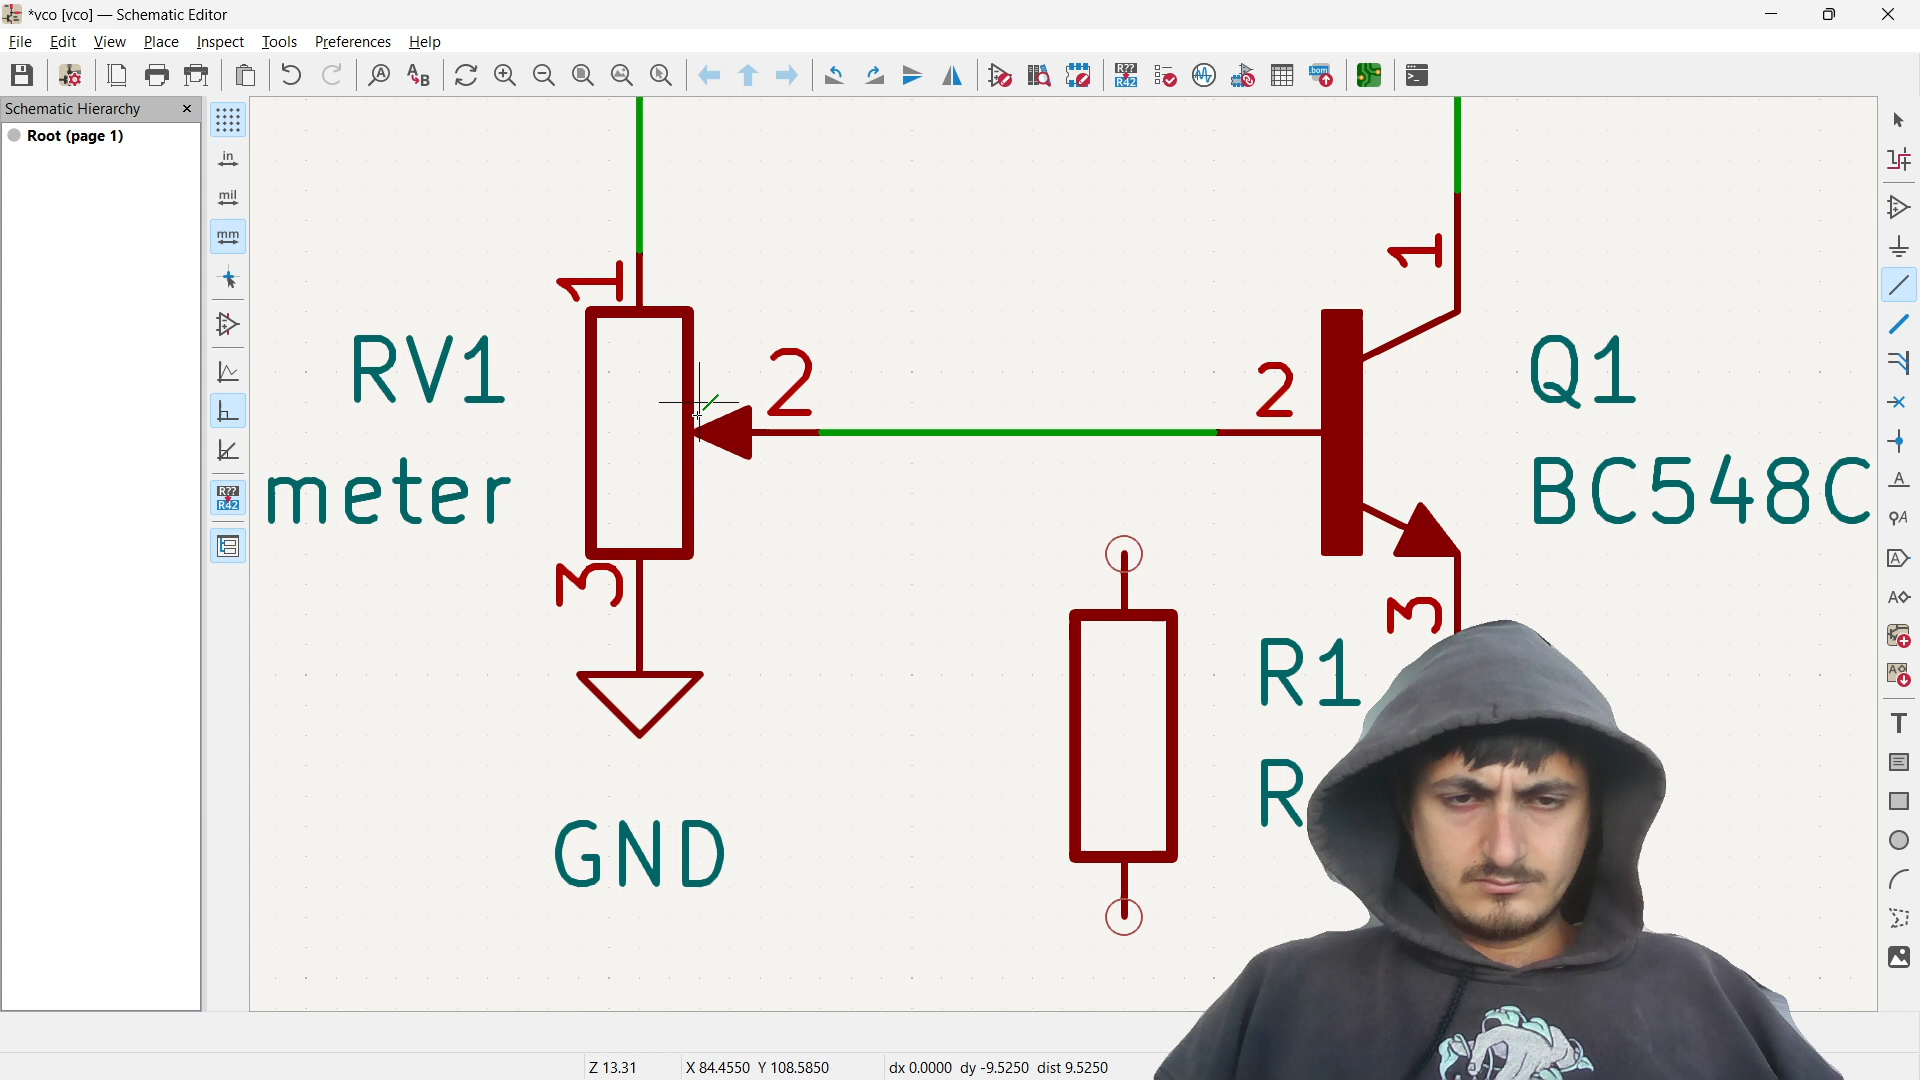 *vco [vco] — Schematic Editor
File Edit View Place Inspect Tools Preferences Help
Schematic Hierarchy
Root (page 1)
in
mil
mm
R??
R42
1
1
RV1
2
2
Q1
meter
BC548C
3
3
R1
R
GND
Z 13.31
X 84.4550 Y 108.5850
dx 0.0000 dy -9.5250 dist 9.5250